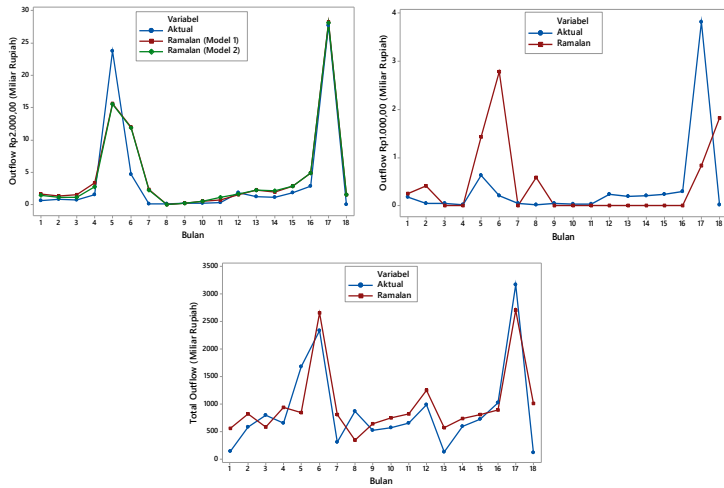 Outflow Rp2.000,00 (Miliar Rupiah)
30
25
20
15
10
5
0
Variabel
Aktual
Ramalan (Model 1)
Ramalan (Model 2)
1 2 3 4 5 6 7 8 9 10 11 12 13 14 15 16 17 18
Bulan
Outflow Rp1.000,00 (Miliar Rupiah)
4
3
2
1
0
Variabel
Aktual
Ramalan
1 2 3 4 5 6 7 8 9 10 11 12 13 14 15 16 17 18
Bulan
Total Outflow (Miliar Rupiah)
3500
3000
2500
2000
1500
1000
500
0
Variabel
Aktual
Ramalan
1 2 3 4 5 6 7 8 9 10 11 12 13 14 15 16 17 18
Bulan